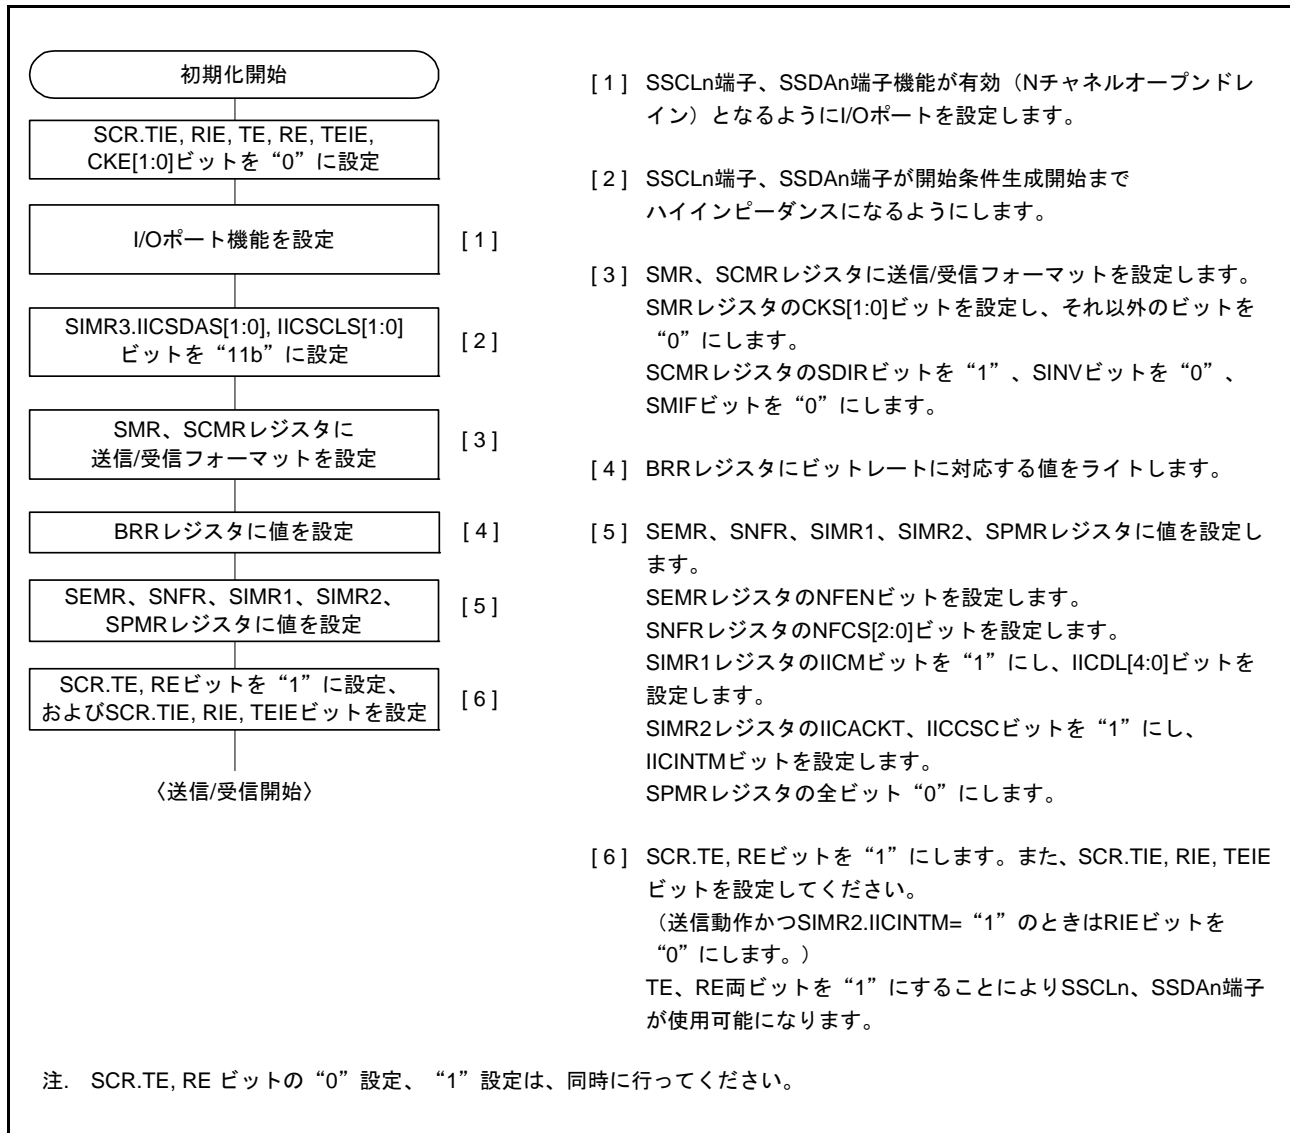 初期化開始
SCR.TIE, RIE, TE, RE, TEIE,
CKE[1:0]ビットを“0”に設定
I/Oポート機能を設定
[ 1 ]
SIMR3.IICSDAS[1:0], IICSCLS[1:0]
ビットを“11b”に設定
[ 2 ]
SMR、SCMRレジスタに
送信/受信フォーマットを設定
[ 3 ]
BRRレジスタに値を設定
[ 4 ]
SEMR、SNFR、SIMR1、SIMR2、
SPMRレジスタに値を設定
[ 5 ]
SCR.TE, REビットを“1”に設定、
およびSCR.TIE, RIE, TEIEビットを設定
[ 6 ]
〈送信/受信開始〉
[ 1 ] SSCLn端子、SSDAn端子機能が有効（Nチャネルオープンドレ
イン）となるようにI/Oポートを設定します。
[ 2 ] SSCLn端子、SSDAn端子が開始条件生成開始まで
ハイインピーダンスになるようにします。
[ 3 ] SMR、SCMRレジスタに送信/受信フォーマットを設定します。
SMRレジスタのCKS[1:0]ビットを設定し、それ以外のビットを
“0”にします。
SCMRレジスタのSDIRビットを“1”、SINVビットを“0”、
SMIFビットを“0”にします。
[ 4 ] BRRレジスタにビットレートに対応する値をライトします。
[ 5 ] SEMR、SNFR、SIMR1、SIMR2、SPMRレジスタに値を設定し
ます。
SEMRレジスタのNFENビットを設定します。
SNFRレジスタのNFCS[2:0]ビットを設定します。
SIMR1レジスタのIICMビットを“1”にし、IICDL[4:0]ビットを
設定します。
SIMR2レジスタのIICACKT、IICCSCビットを“1”にし、
IICINTMビットを設定します。
SPMRレジスタの全ビット“0”にします。
[ 6 ] SCR.TE, REビットを“1”にします。また、SCR.TIE, RIE, TEIE
ビットを設定してください。
（送信動作かつSIMR2.IICINTM=“1”のときはRIEビットを
“0”にします。）
TE、RE両ビットを“1”にすることによりSSCLn、SSDAn端子
が使用可能になります。
注. SCR.TE, RE ビットの“0”設定、“1”設定は、同時に行ってください。